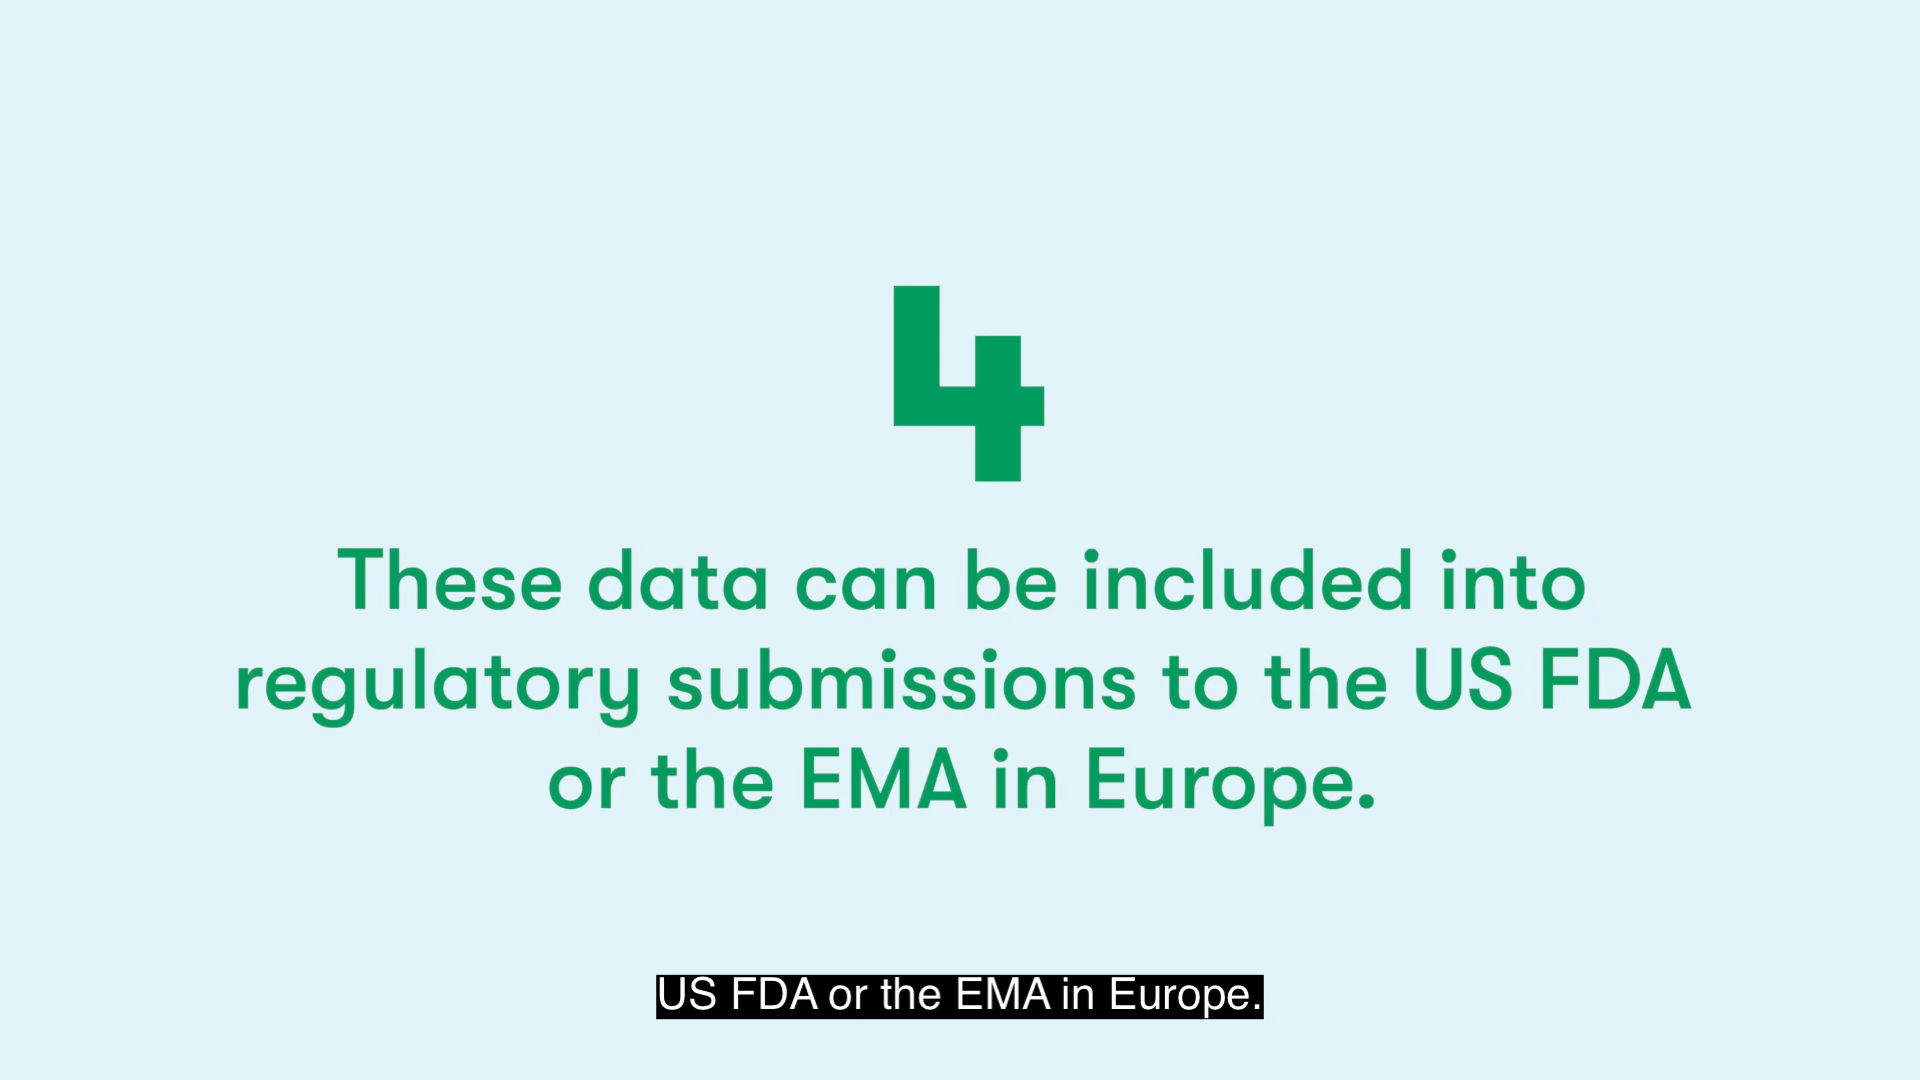 4
These data can be included into
regulatory submissions to the US FDA
or the EMA in Europe.
US FDA or the EMA in Europe.